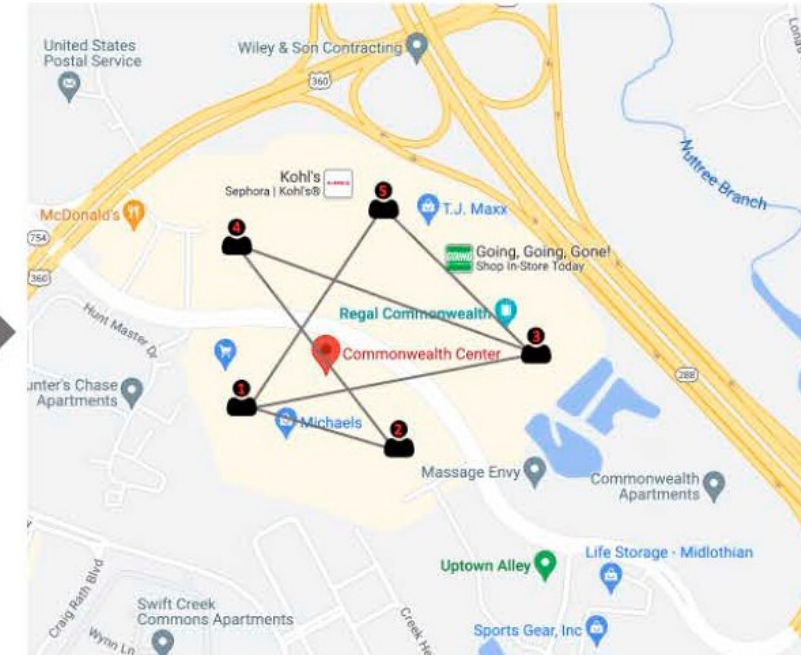 United States
Postal Service
Wiley & Son Contracting
360
Nuttree Branch
Kohl's
Sephora | Kohl's®
5
T.J. Maxx
McDonald's
4
754
Going, Going, Gone!
Shop In-Store Today
GOING
360
Hunt Master Dr
Regal Commonwealth
3
Commonwealth Center
288
unter's Chase
Apartments
1
Michaels
2
Massage Envy
Commonwealth
Apartments
Uptown Alley
Life Storage - Midlothian
Craig Rath Blvd
Swift Creek
Commons Apartments
Wynn Ln
Creek He
Sports Gear, Inc